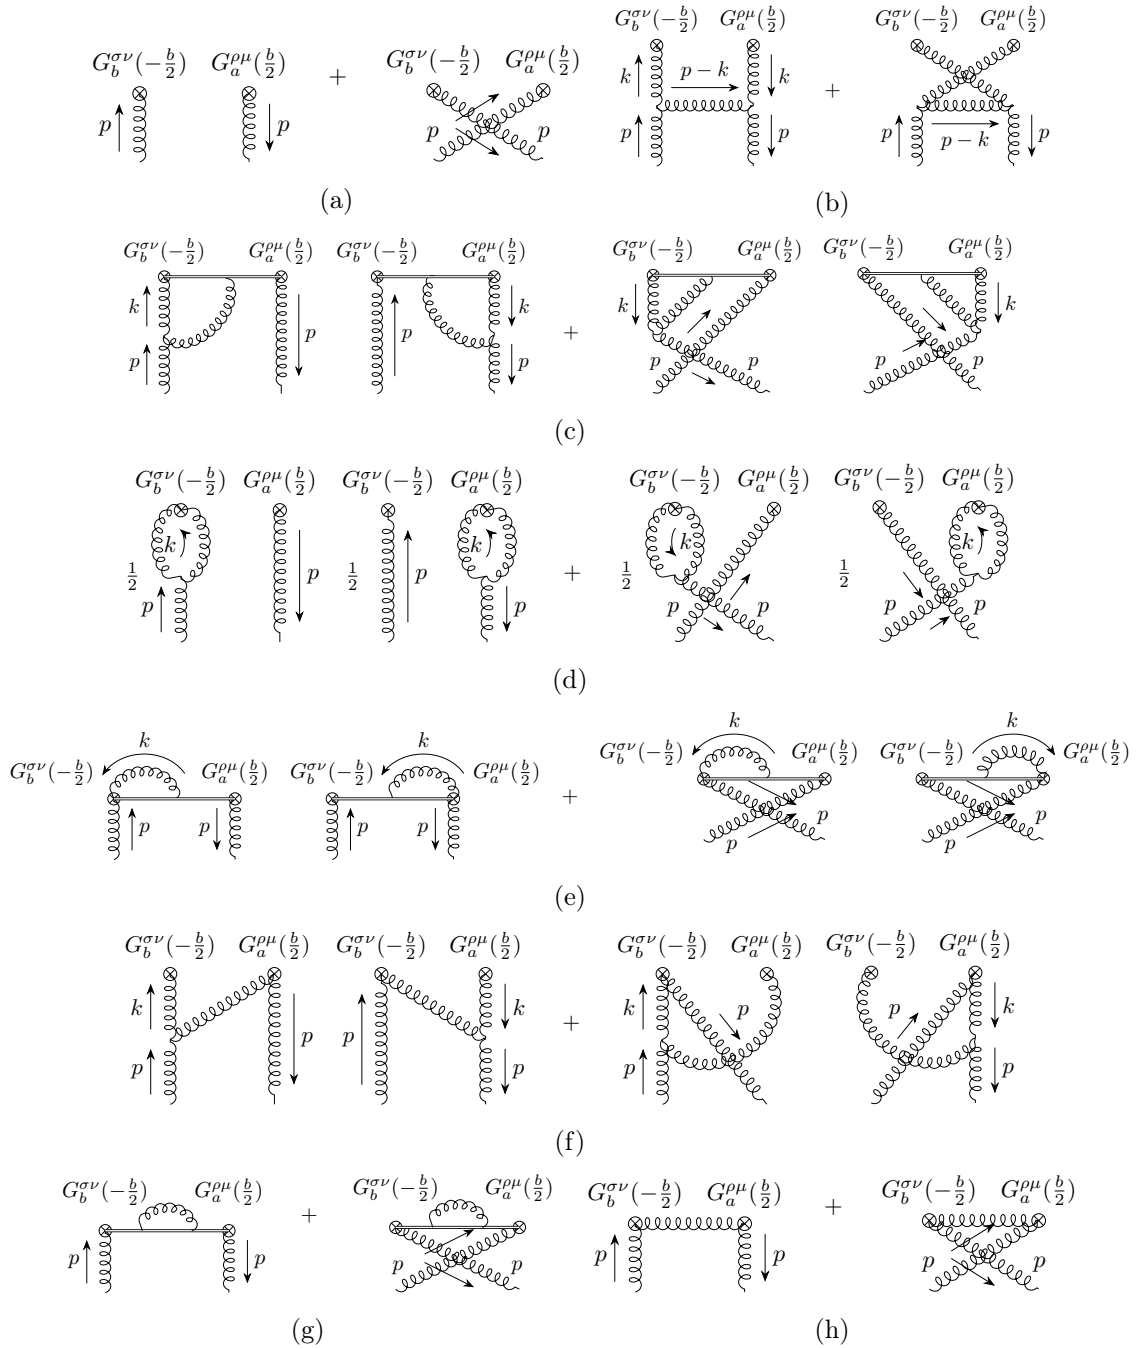 G_b^{σν}(-b/2) G_a^{ρμ}(b/2) + G_b^{σν}(-b/2) G_a^{ρμ}(b/2)
p p p p
(a)
G_b^{σν}(-b/2) G_a^{ρμ}(b/2) + G_b^{σν}(-b/2) G_a^{ρμ}(b/2)
k p − k k
p p p p − k p
(b)
G_b^{σν}(-b/2) G_a^{ρμ}(b/2) G_b^{σν}(-b/2) G_a^{ρμ}(b/2) + G_b^{σν}(-b/2) G_a^{ρμ}(b/2) G_b^{σν}(-b/2) G_a^{ρμ}(b/2)
k p p k k k
p p p p p p
(c)
G_b^{σν}(-b/2) G_a^{ρμ}(b/2) G_b^{σν}(-b/2) G_a^{ρμ}(b/2) + G_b^{σν}(-b/2) G_a^{ρμ}(b/2) G_b^{σν}(-b/2) G_a^{ρμ}(b/2)
k k k k
1/2 p 1/2 p 1/2 1/2
p p p p p p
(d)
k k k k
G_b^{σν}(-b/2) G_a^{ρμ}(b/2) G_b^{σν}(-b/2) G_a^{ρμ}(b/2) + G_b^{σν}(-b/2) G_a^{ρμ}(b/2) G_b^{σν}(-b/2) G_a^{ρμ}(b/2)
p p p p p p p p
(e)
G_b^{σν}(-b/2) G_a^{ρμ}(b/2) G_b^{σν}(-b/2) G_a^{ρμ}(b/2) + G_b^{σν}(-b/2) G_a^{ρμ}(b/2) G_b^{σν}(-b/2) G_a^{ρμ}(b/2)
k p p k k p p k
p p p p
(f)
G_b^{σν}(-b/2) G_a^{ρμ}(b/2) + G_b^{σν}(-b/2) G_a^{ρμ}(b/2)
p p p p
(g)
G_b^{σν}(-b/2) G_a^{ρμ}(b/2) + G_b^{σν}(-b/2) G_a^{ρμ}(b/2)
p p p p
(h)